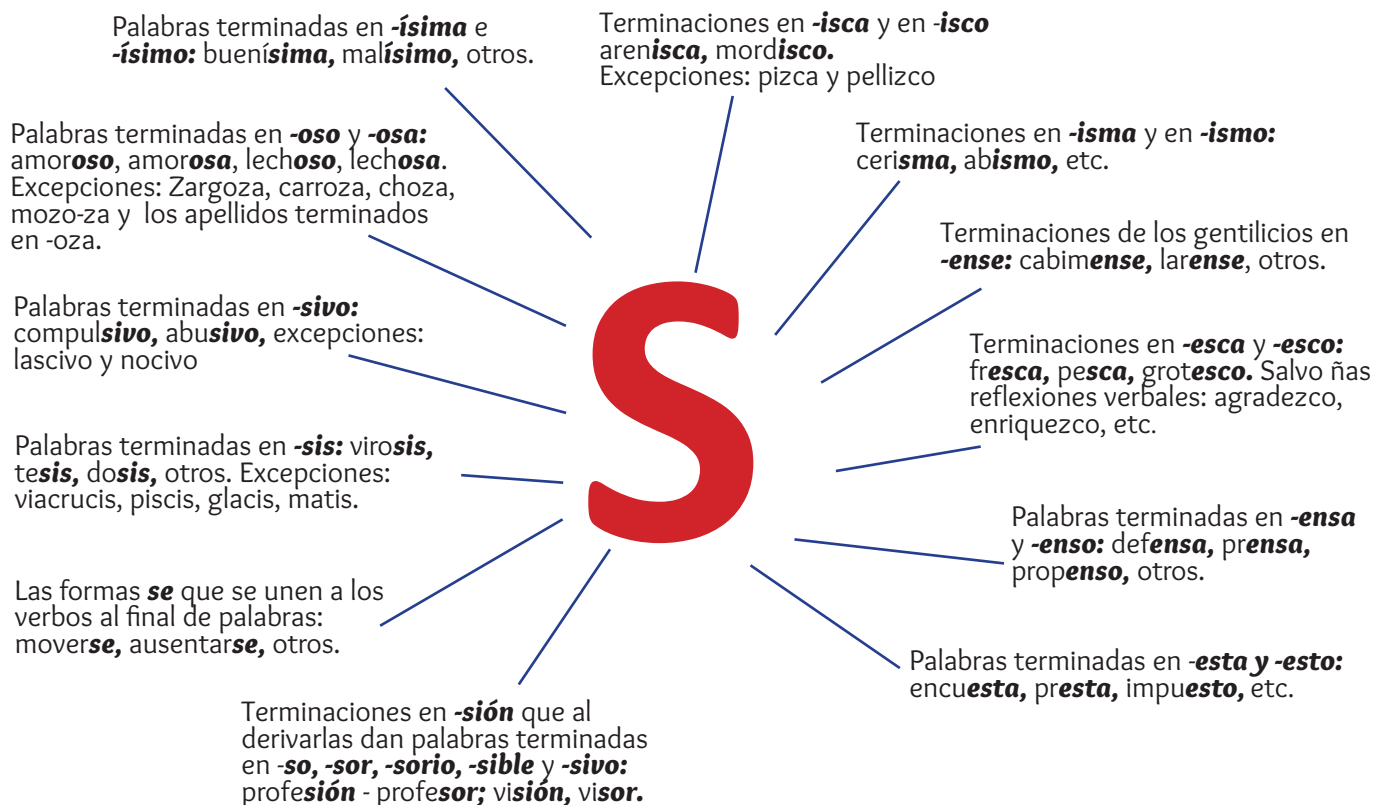 Palabras terminadas en -ísima e
-ísimo: buenísima, malísimo, otros.
Terminaciones en -isca y en -isco
arenisca, mordisco.
Excepciones: pizca y pellizco
Palabras terminadas en -oso y -osa:
amoroso, amorosa, lechoso, lechosa.
Excepciones: Zargoza, carroza, choza,
mozo-za y los apellidos terminados
en -oza.
Terminaciones en -isma y en -ismo:
cerisma, abismo, etc.
Terminaciones de los gentilicios en
-ense: cabimense, larense, otros.
Palabras terminadas en -sivo:
compulsivo, abusivo, excepciones:
lascivo y nocivo
Terminaciones en -esca y -esco:
fresca, pesca, grotesco. Salvo ñas
reflexiones verbales: agradezco,
enriquezco, etc.
S
Palabras terminadas en -sis: virosis,
tesis, dosis, otros. Excepciones:
viacrucis, piscis, glacis, matis.
Palabras terminadas en -ensa
y -enso: defensa, prensa,
propenso, otros.
Las formas se que se unen a los
verbos al final de palabras:
moverse, ausentarse, otros.
Palabras terminadas en -esta y -esto:
encuesta, presta, impuesto, etc.
Terminaciones en -sión que al
derivarlas dan palabras terminadas
en -so, -sor, -sorio, -sible y -sivo:
profesión - profesor; visión, visor.